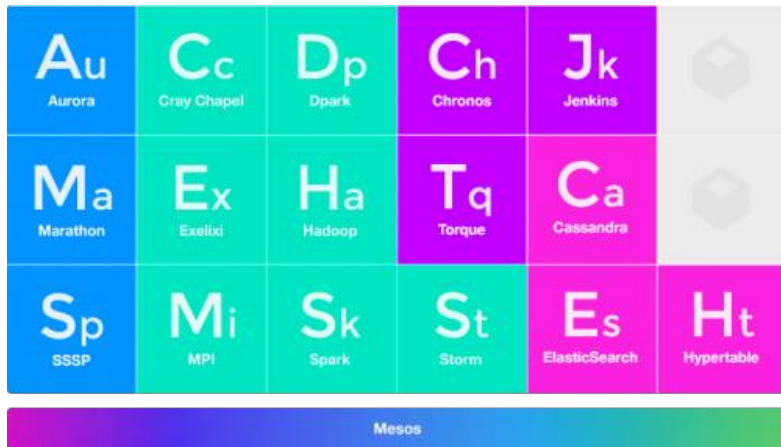 Au Cc Dp Ch Jk
Aurora Cray Chapel Dpark Chronos Jenkins
Ma Ex Ha Tq Ca
Marathon Exelixi Hadoop Torque Cassandra
Sp Mi Sk St Es Ht
SSSP MPI Spark Storm ElasticSearch Hypertable
Mesos